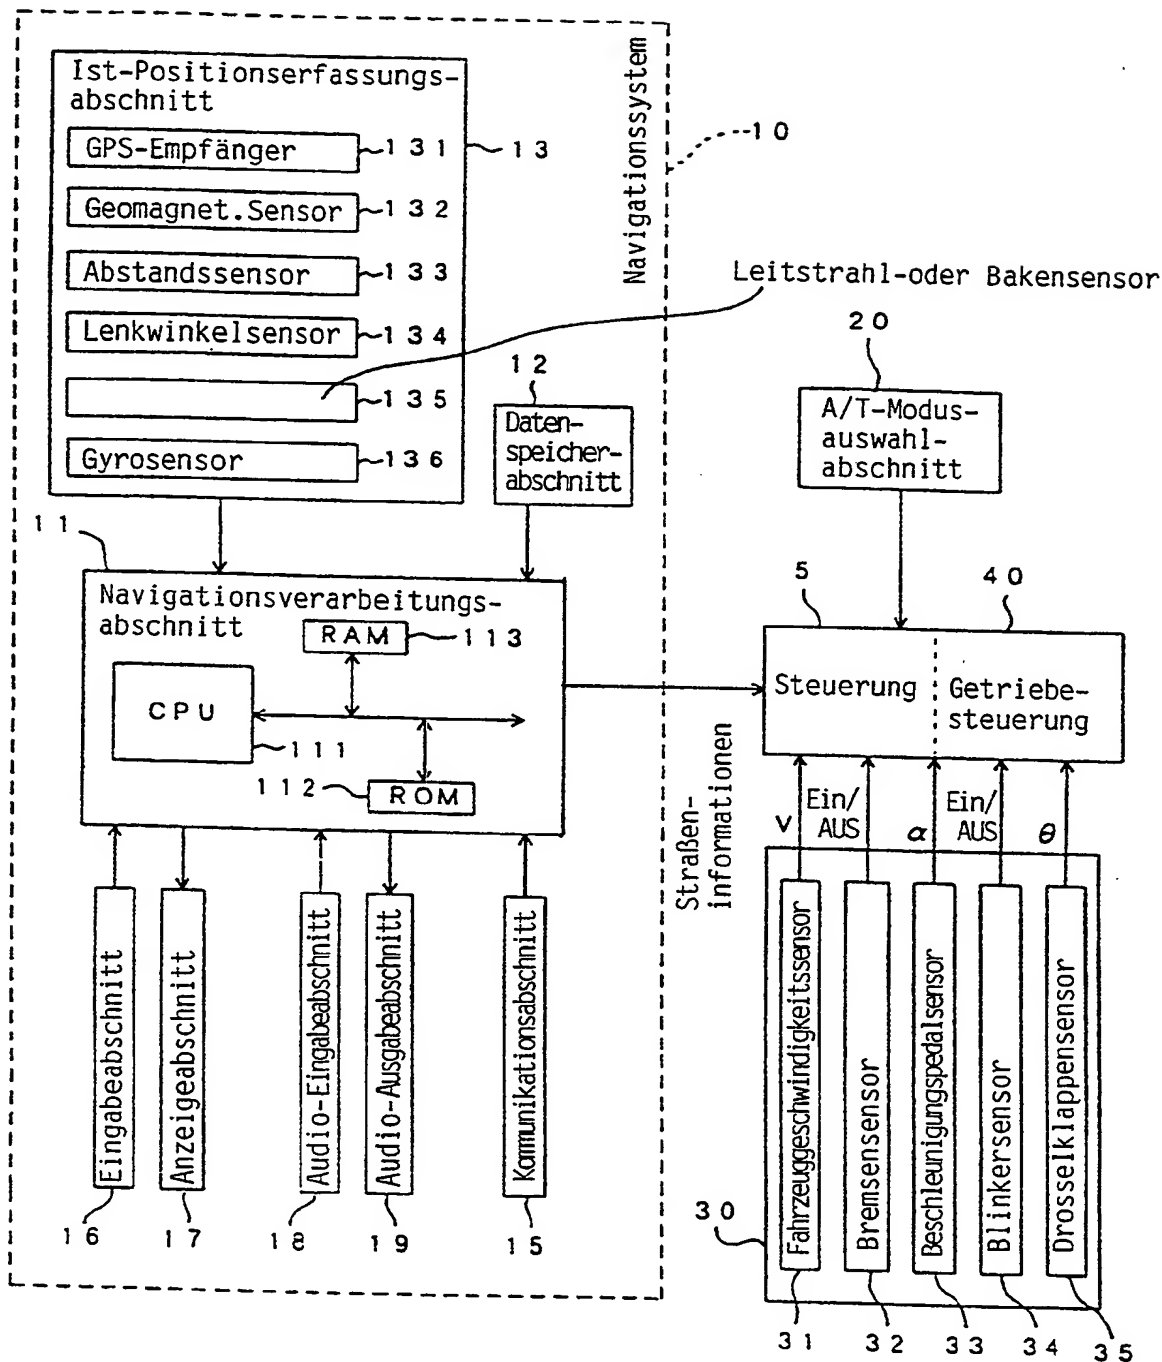 Ist-Positionserfassungs-
abschnitt
GPS-Empfänger
131
13
Geomagnet.Sensor
132
Abstandssensor
133
Lenkwinkelsensor
134
135
Gyrosensor
136
Navigationssystem
10
Leitstrahl-oder Bakensensor
12
Daten-
speicher-
abschnitt
20
A/T-Modus-
auswahl-
abschnitt
11
Navigationsverarbeitungs-
abschnitt
RAM
113
CPU
111
112
ROM
5
40
Steuerung
Getriebe-
steuerung
Straßen-
informationen
V
Ein/
AUS
α
Ein/
AUS
θ
Eingabeabschnitt
Anzeigeabschnitt
Audio-Eingabeabschnitt
Audio-Ausgabeabschnitt
Kommunikationsabschnitt
16
17
18
19
15
30
Fahrzeuggeschwindigkeitssensor
Bremsensensor
Beschleunigungspedalsensor
Blinkersensor
Drosselklappensensor
31
32
33
34
35